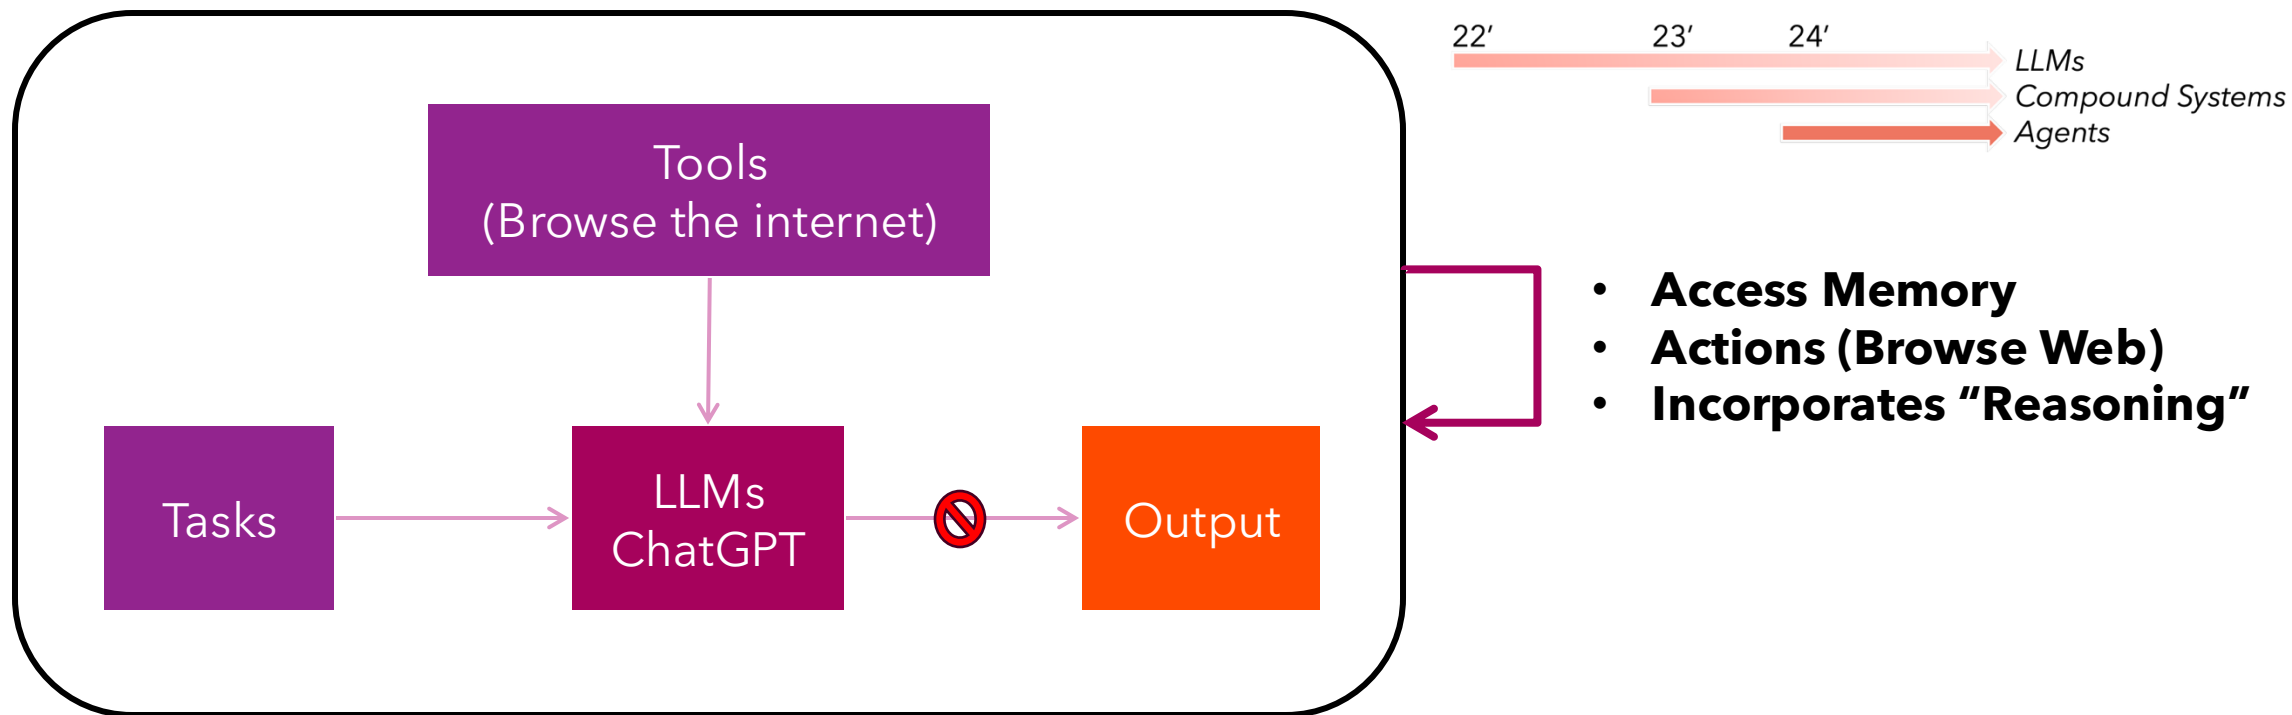 22′ 23′ 24′
LLMs
Compound Systems
Agents
Tools
(Browse the internet)
Tasks
LLMs
ChatGPT
Output
• Access Memory
• Actions (Browse Web)
• Incorporates “Reasoning”